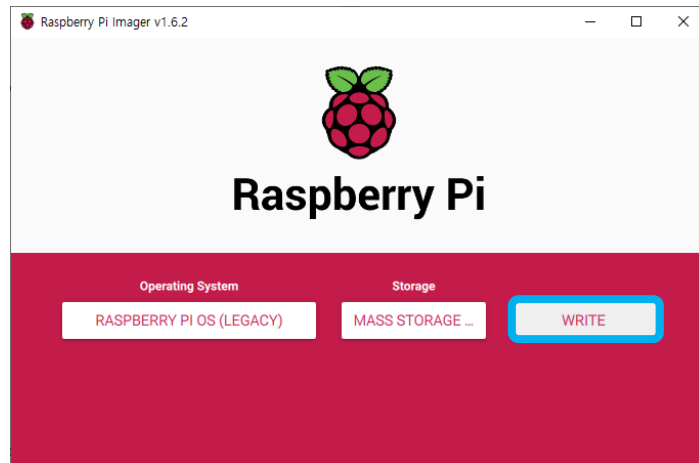 Raspberry Pi Imager v1.6.2
Raspberry Pi
Operating System
Storage
RASPBERRY PI OS (LEGACY)
MASS STORAGE ...
WRITE